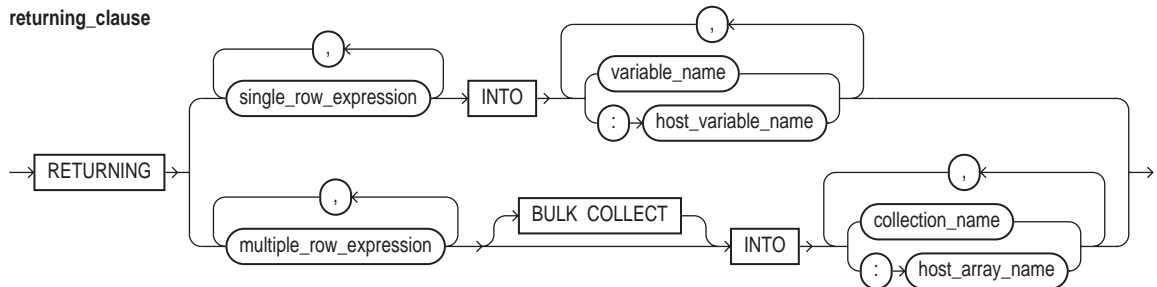 returning_clause
,
single_row_expression
INTO
,
variable_name
:
host_variable_name
RETURNING
,
multiple_row_expression
BULK COLLECT
INTO
,
collection_name
:
host_array_name